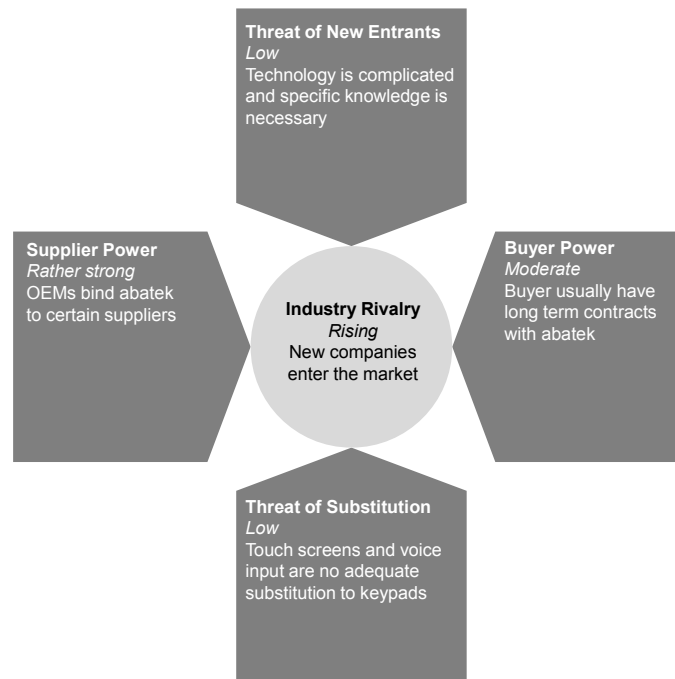 Threat of New Entrants
Low
Technology is complicated
and specific knowledge is
necessary
Supplier Power
Rather strong
OEMs bind abatek
to certain suppliers
Industry Rivalry
Rising
New companies
enter the market
Buyer Power
Moderate
Buyer usually have
long term contracts
with abatek
Threat of Substitution
Low
Touch screens and voice
input are no adequate
substitution to keypads